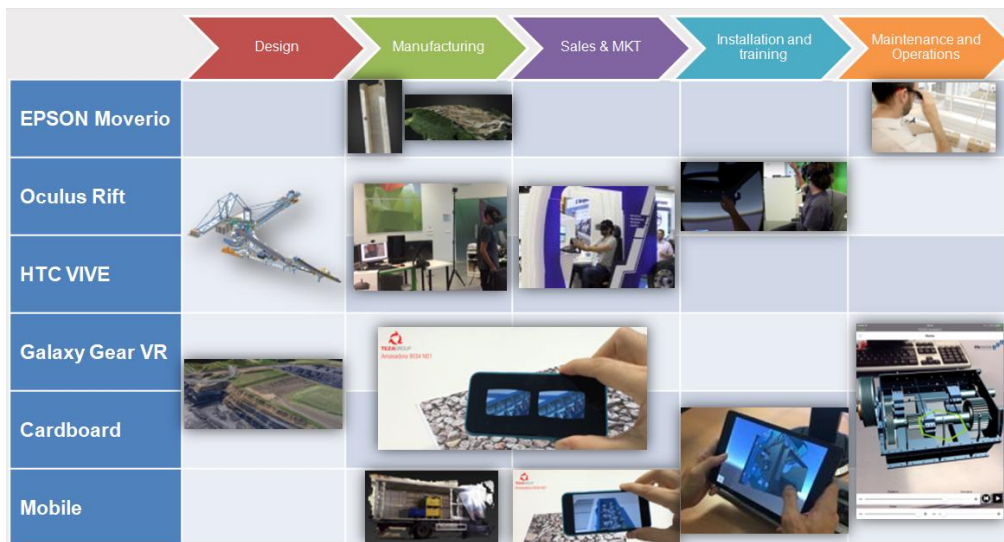 Design
Manufacturing
Sales & MKT
Installation and
training
Maintenance and
Operations
EPSON Moverio
Oculus Rift
HTC VIVE
Galaxy Gear VR
Cardboard
Mobile